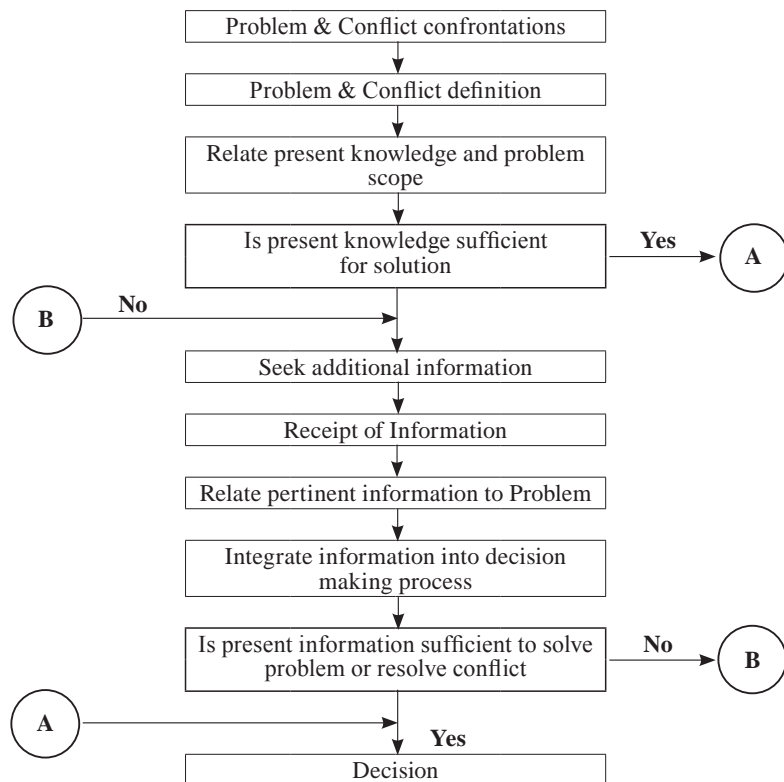 Problem & Conflict confrontations
Problem & Conflict definition
Relate present knowledge and problem
scope
Is present knowledge sufficient
for solution
Yes
A
B
No
Seek additional information
Receipt of Information
Relate pertinent information to Problem
Integrate information into decision
making process
Is present information sufficient to solve
problem or resolve conflict
No
B
A
Yes
Decision